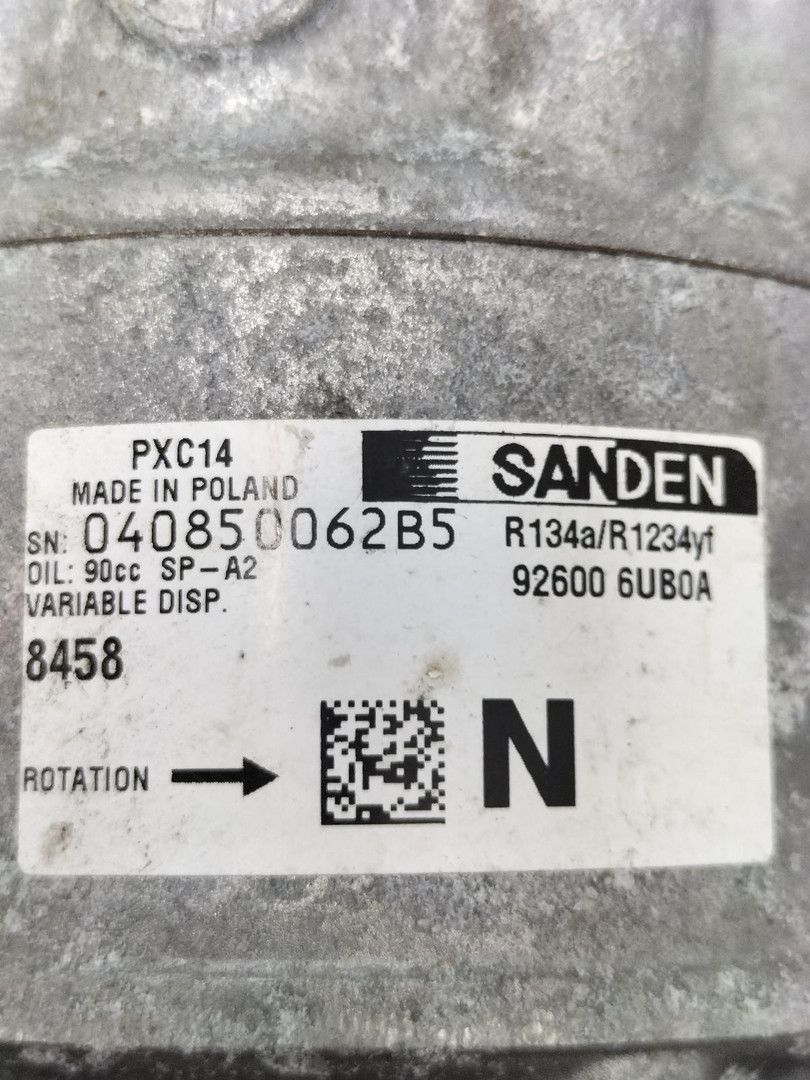 PXC14
MADE IN POLAND
SANDEN
SN: 040850062B5
R134a/R1234yf
OIL: 90cc SP-A2
92600 6UB0A
VARIABLE DISP.
8458
N
ROTATION